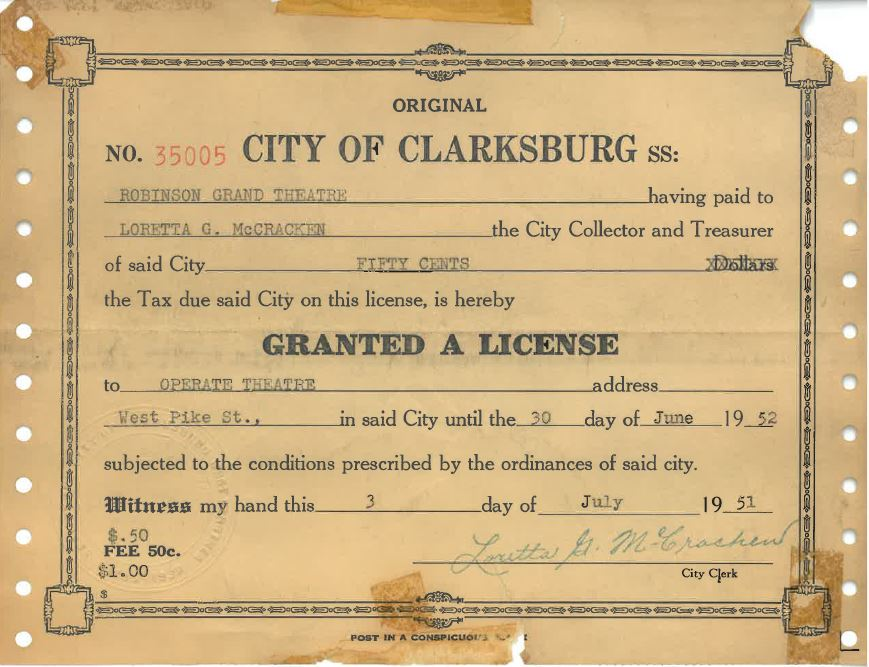 ORIGINAL
NO. 35005 CITY OF CLARKSBURG SS:
ROBINSON GRAND THEATRE having paid to
LORETTA G. McCRACKEN the City Collector and Treasurer
of said City FIFTY CENTS Dollars
the Tax due said City on this license, is hereby
GRANTED A LICENSE
to OPERATE THEATRE address
West Pike St., in said City until the 30 day of June 19 52
subjected to the conditions prescribed by the ordinances of said city.
Witness my hand this 3 day of July 19 51
$.50
FEE 50c.
Loretta G. McCracken
$1.00
City Clerk
$
POST IN A CONSPICUOUS